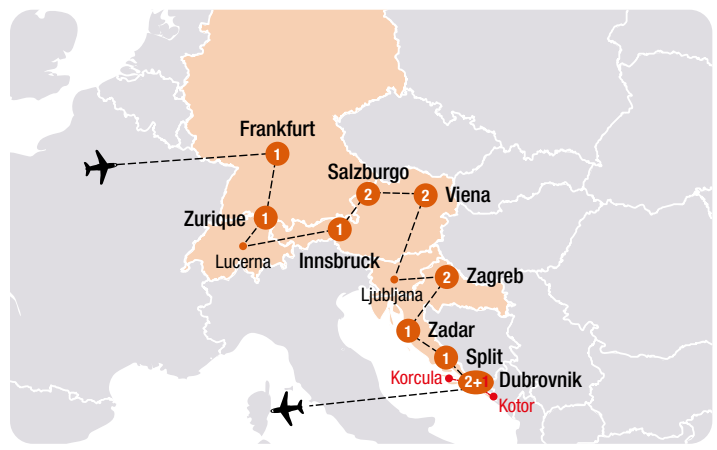 Frankfurt
1
Salzburgo
2
2
Viena
Zurique
1
1
Lucerna
Innsbruck
2
Zagreb
Ljubljana
1
Zadar
1
Split
Korcula
2+1
Dubrovnik
Kotor